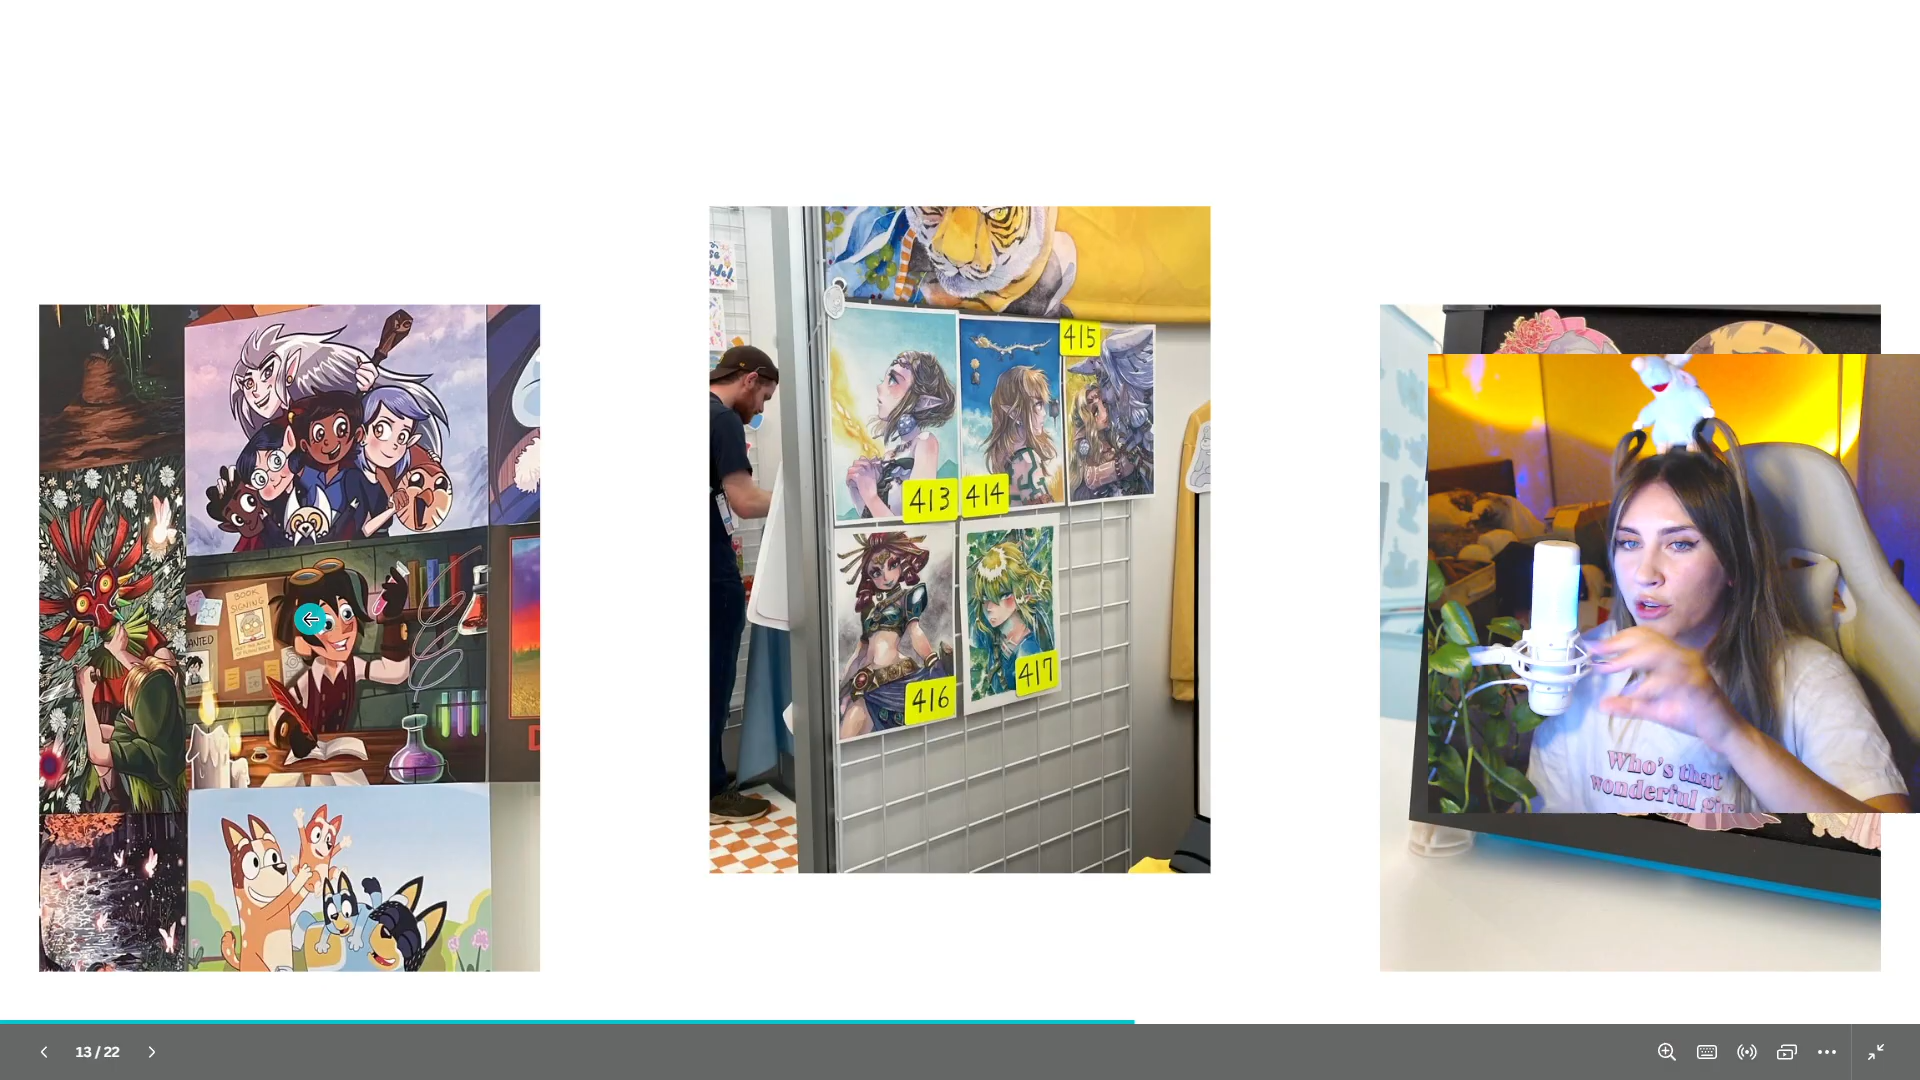 415
413
414
416
417
BOOK
SIGNING
WANTED
Who's that
wonderful
13 / 22